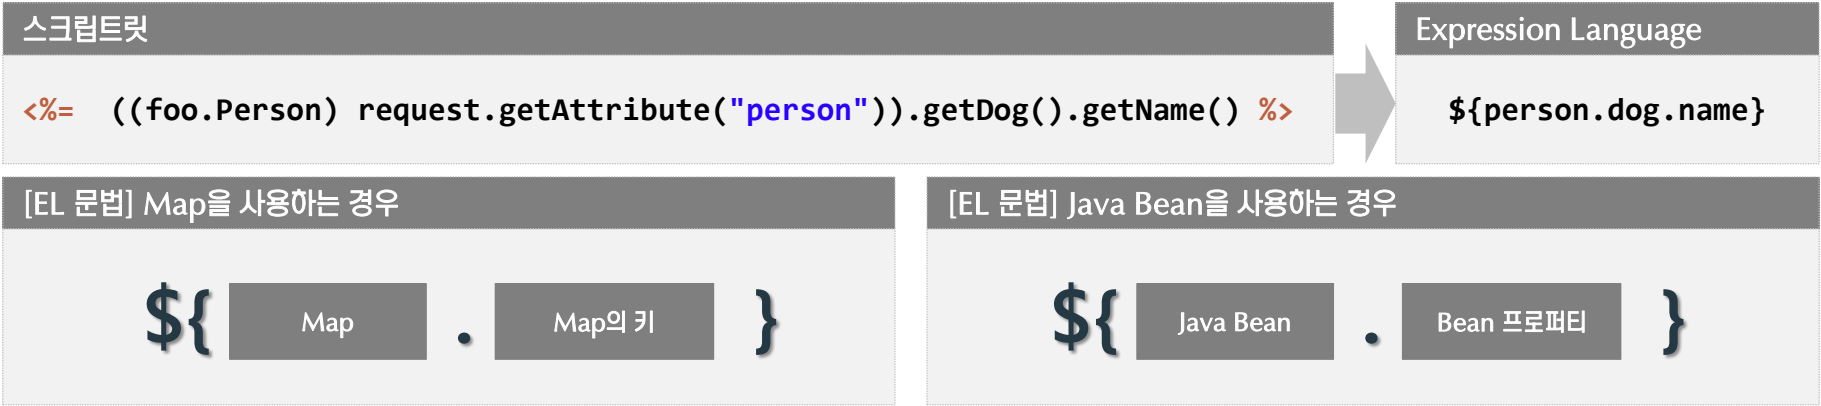 스크립트릿
Expression Language
<%= ((foo.Person) request.getAttribute("person")).getDog().getName() %>
${person.dog.name}
[EL 문법] Map을 사용하는 경우
[EL 문법] Java Bean을 사용하는 경우
${ Map . Map의 키 }
${ Java Bean . Bean 프로퍼티 }